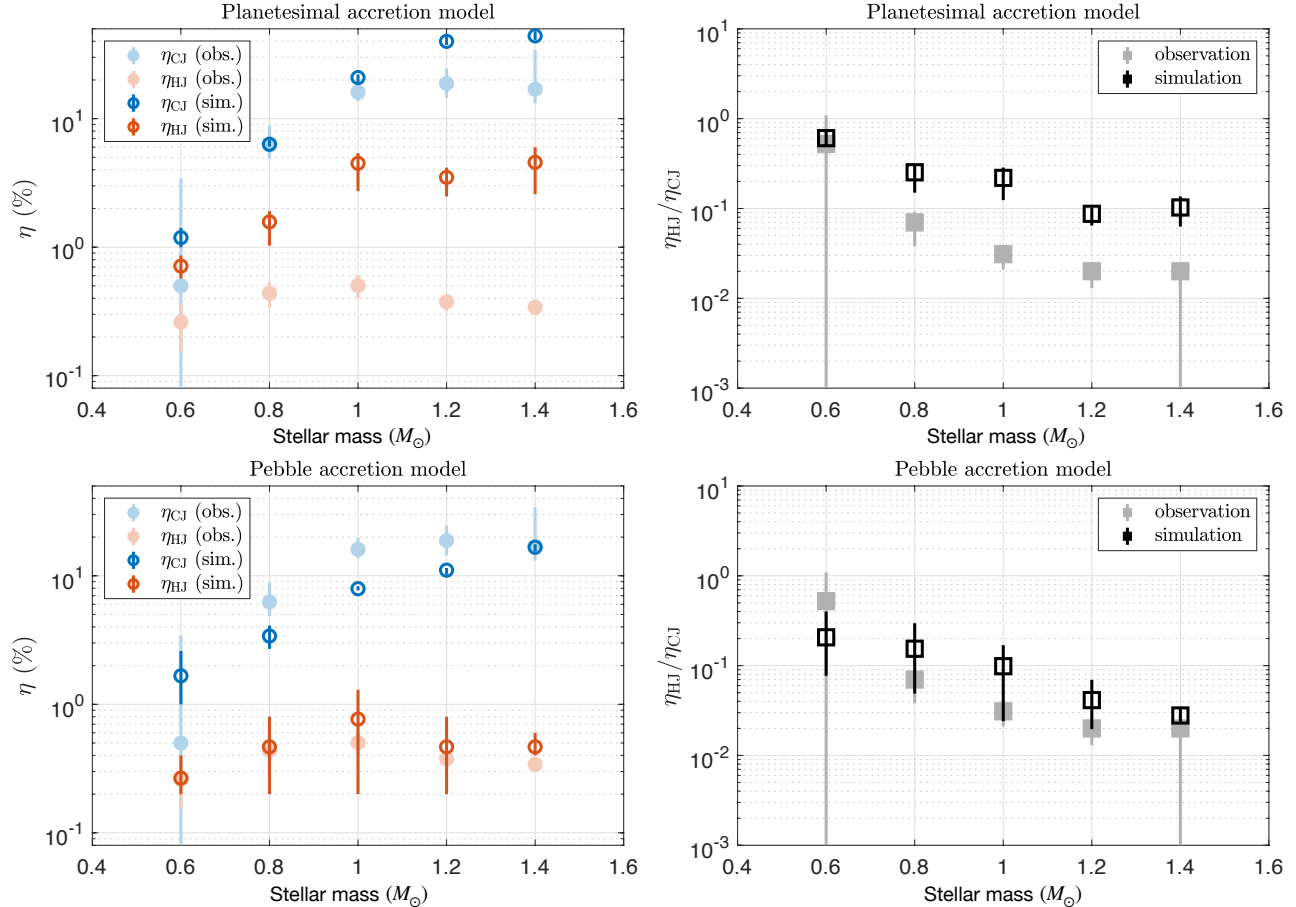 Planetesimal accretion model
η_CJ (obs.)
η_HJ (obs.)
η_CJ (sim.)
η_HJ (sim.)
10^1
10^0
10^-1
η (%)
0.4 0.6 0.8 1 1.2 1.4 1.6
Stellar mass (M_⊙)
Planetesimal accretion model
observation
simulation
10^1
10^0
10^-1
10^-2
10^-3
η_HJ/η_CJ
0.4 0.6 0.8 1 1.2 1.4 1.6
Stellar mass (M_⊙)
Pebble accretion model
η_CJ (obs.)
η_HJ (obs.)
η_CJ (sim.)
η_HJ (sim.)
10^1
10^0
10^-1
η (%)
0.4 0.6 0.8 1 1.2 1.4 1.6
Stellar mass (M_⊙)
Pebble accretion model
observation
simulation
10^1
10^0
10^-1
10^-2
10^-3
η_HJ/η_CJ
0.4 0.6 0.8 1 1.2 1.4 1.6
Stellar mass (M_⊙)